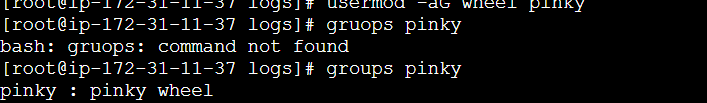 [root@ip-172-31-11-37 logs]# usermod -aG wheel pinky
[root@ip-172-31-11-37 logs]# gruops pinky
bash: gruops: command not found
[root@ip-172-31-11-37 logs]# groups pinky
pinky : pinky wheel